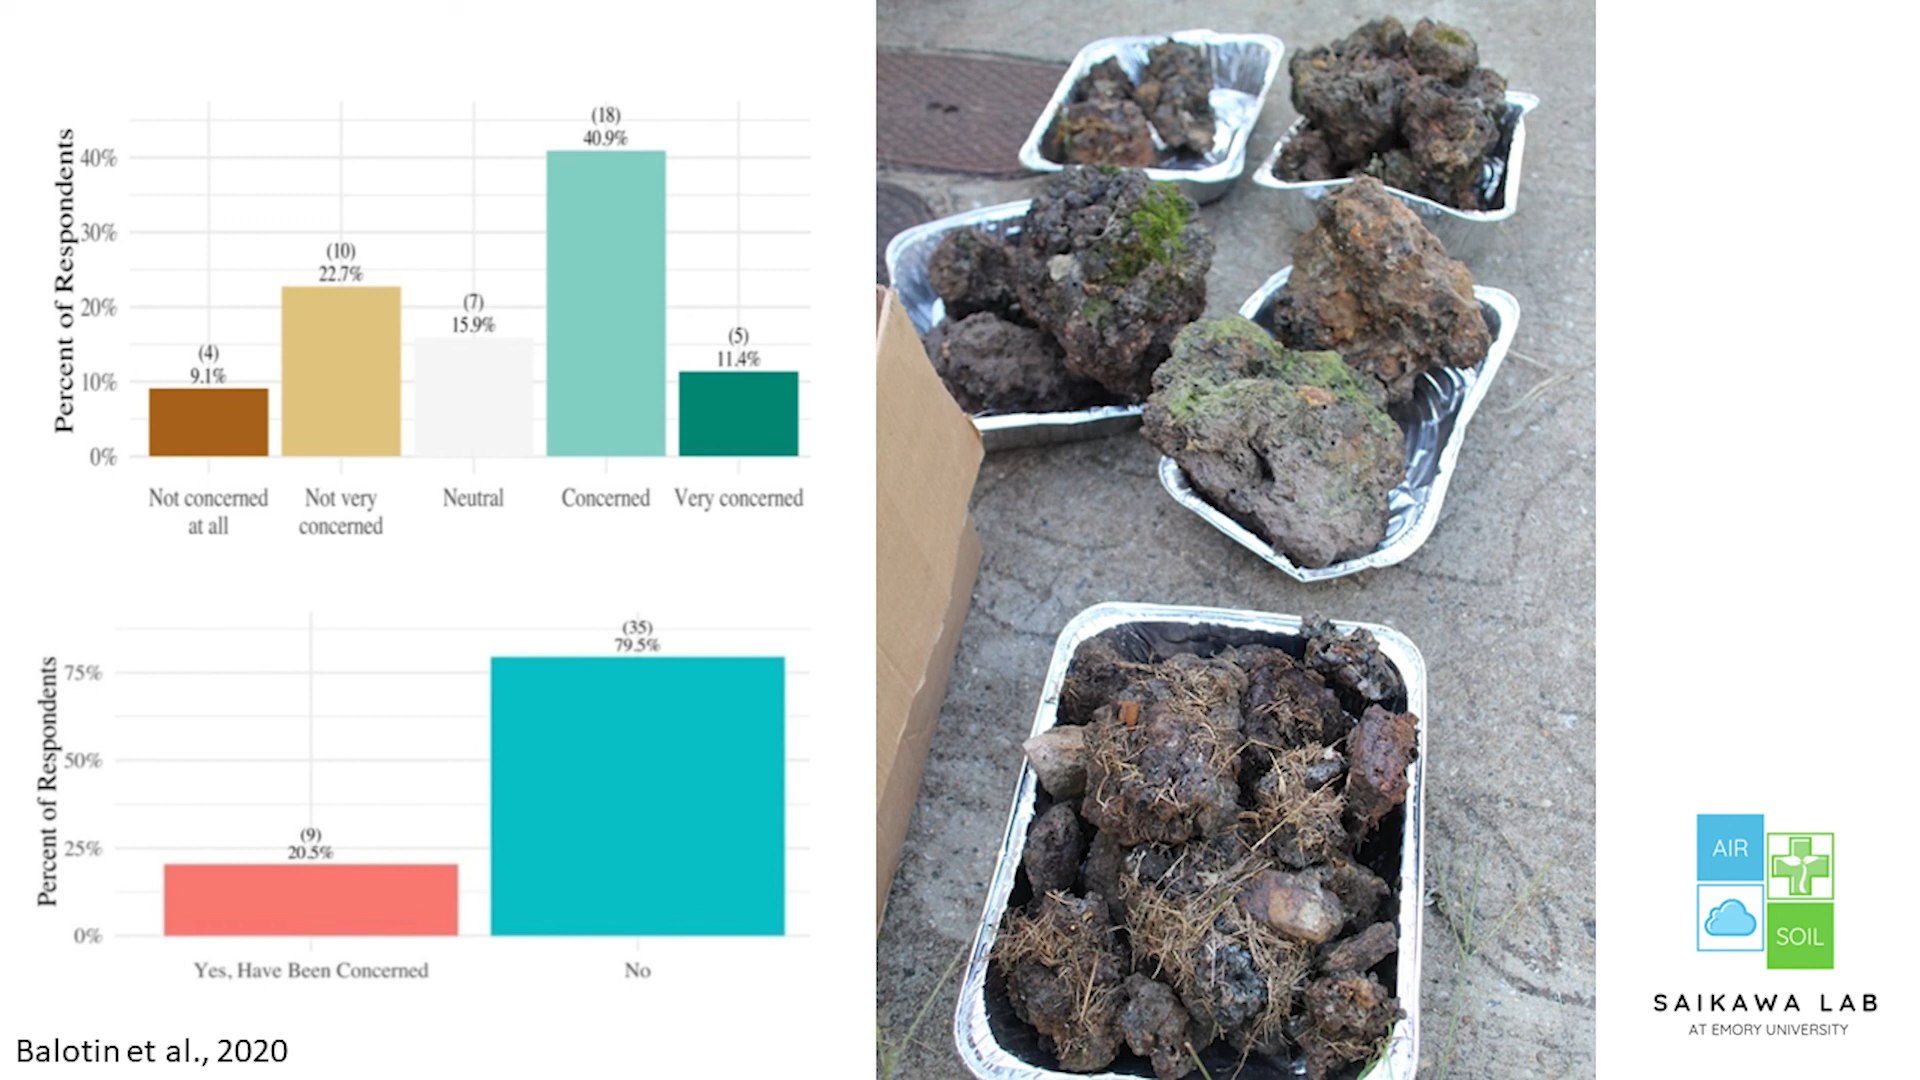 Percent of Respondents
40%
30%
20%
10%
0%
(4)
9.1%
(10)
22.7%
(7)
15.9%
(18)
40.9%
(5)
11.4%
Not concerned
at all
Not very
concerned
Neutral
Concerned
Very concerned
Percent of Respondents
75%
50%
25%
0%
(9)
20.5%
(35)
79.5%
Yes, Have Been Concerned
No
Balotin et al., 2020
AIR
SOIL
SAIKAWA LAB
AT EMORY UNIVERSITY